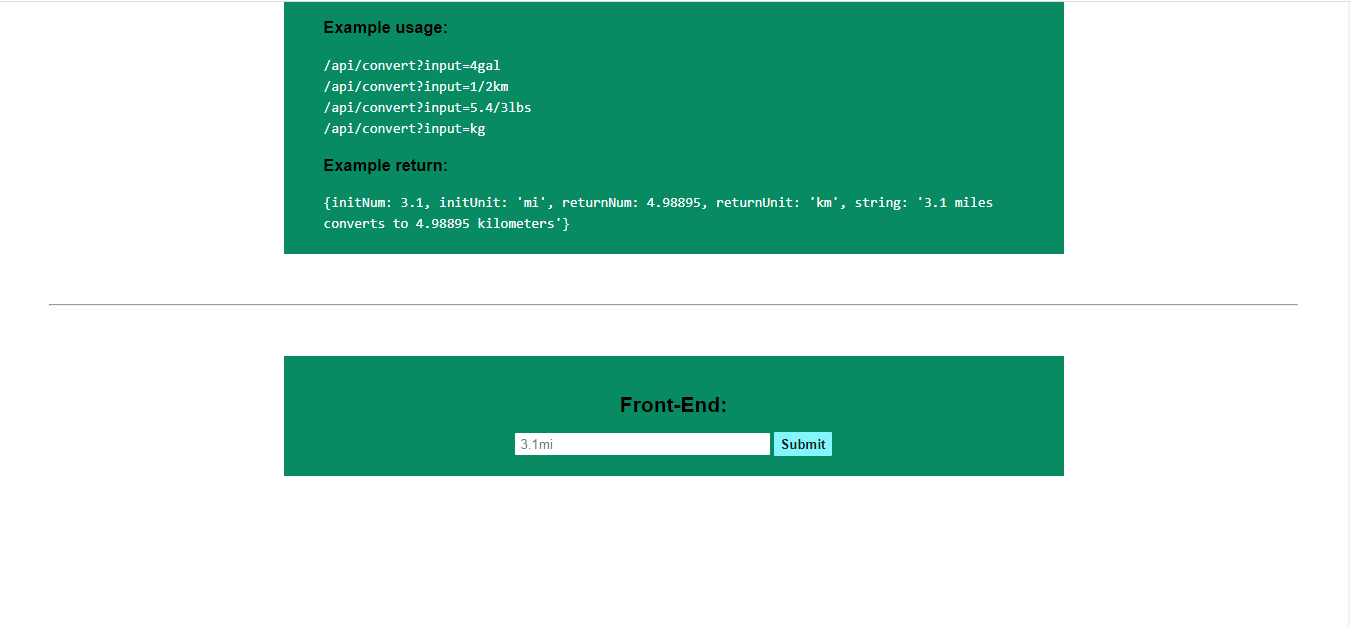 Example usage:
/api/convert?input=4gal
/api/convert?input=1/2km
/api/convert?input=5.4/3lbs
/api/convert?input=kg
Example return:
{initNum: 3.1, initUnit: 'mi', returnNum: 4.98895, returnUnit: 'km', string: '3.1 miles
converts to 4.98895 kilometers'}
Front-End:
3.1mi Submit